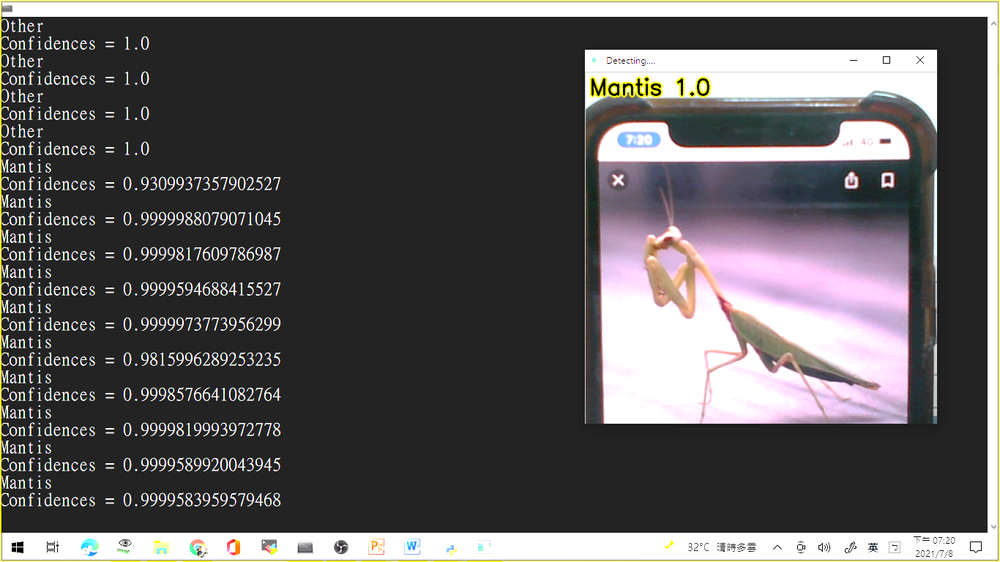 Other
Confidences = 1.0
Other
Confidences = 1.0
Other
Confidences = 1.0
Other
Confidences = 1.0
Mantis
Confidences = 0.9309937357902527
Mantis
Confidences = 0.9999988079071045
Mantis
Confidences = 0.9999817609786987
Mantis
Confidences = 0.9999594688415527
Mantis
Confidences = 0.9999973773956299
Mantis
Confidences = 0.9815996289253235
Mantis
Confidences = 0.9998576641082764
Mantis
Confidences = 0.9999819993972778
Mantis
Confidences = 0.9999589920043945
Mantis
Confidences = 0.9999583959579468
Detecting....
Mantis 1.0
7:20
4G
32°C 晴時多雲
英
下午 07:20
2021/7/8